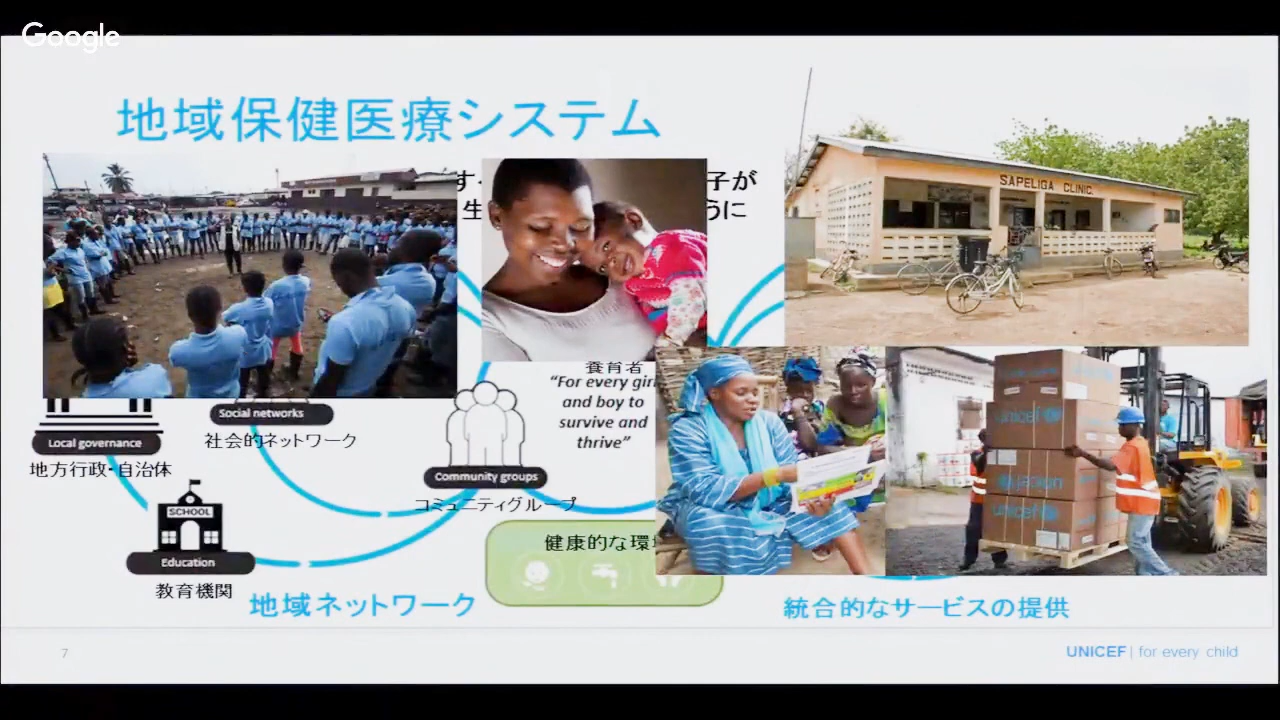 Google
地域保健医療システム
子が
うに
SAPELIGA CLINIC.
養育者
"For every girl
and boy to
survive and
thrive"
Local governance
地方行政・自治体
Social networks
社会的ネットワーク
Community groups
コミュニティグループ
SCHOOL
Education
教育機関
健康的な環
unicef
unicef
地域ネットワーク
統合的なサービスの提供
7
UNICEF | for every child